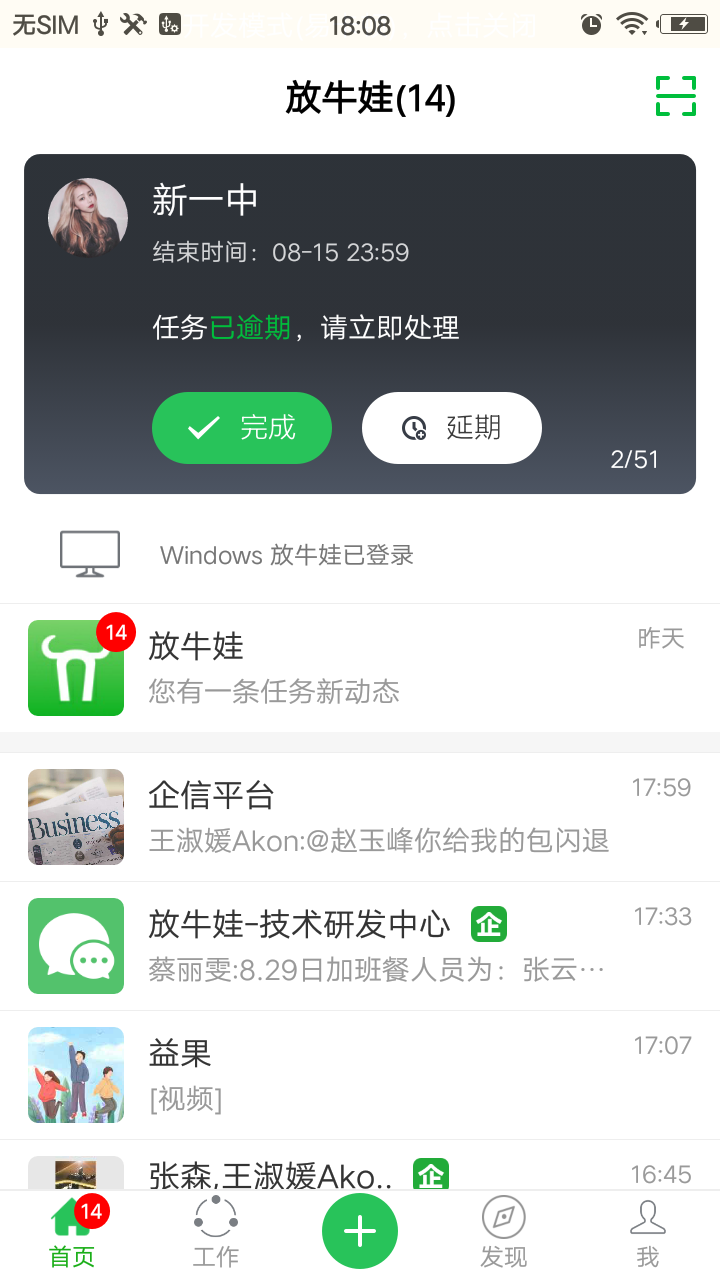 无SIM 18:08
放牛娃(14)
新一中
结束时间：08-15 23:59
任务已逾期，请立即处理
完成
延期
2/51
Windows 放牛娃已登录
14
放牛娃
昨天
您有一条任务新动态
Business
企信平台
17:59
王淑媛Akon:@赵玉峰你给我的包闪退
放牛娃-技术研发中心 企
17:33
蔡丽雯:8.29日加班餐人员为：张云…
益果
17:07
[视频]
张森,王淑媛Ako.. 企
16:45
14
首页
工作
发现
我